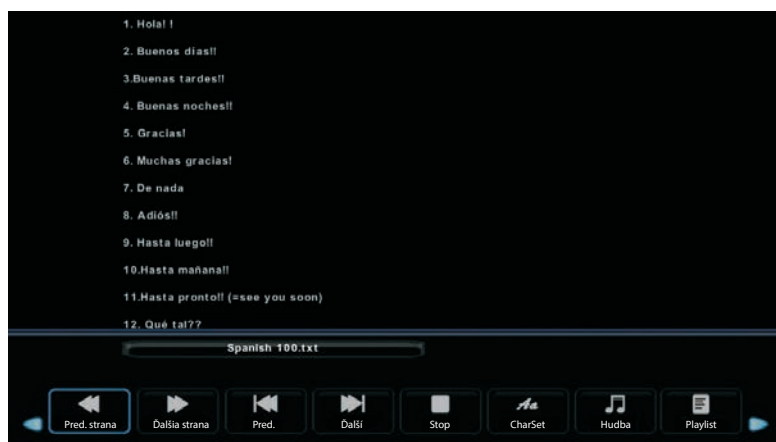 1. Hola! !
2. Buenos días!!
3.Buenas tardes!!
4. Buenas noches!!
5. Gracias!
6. Muchas gracias!
7. De nada
8. Adiós!!
9. Hasta luego!!
10.Hasta mañana!!
11.Hasta pronto!! (=see you soon)
12. Qué tal??
Spanish 100.txt
Pred. strana Ďalšia strana Pred. Ďalší Stop CharSet Hudba Playlist